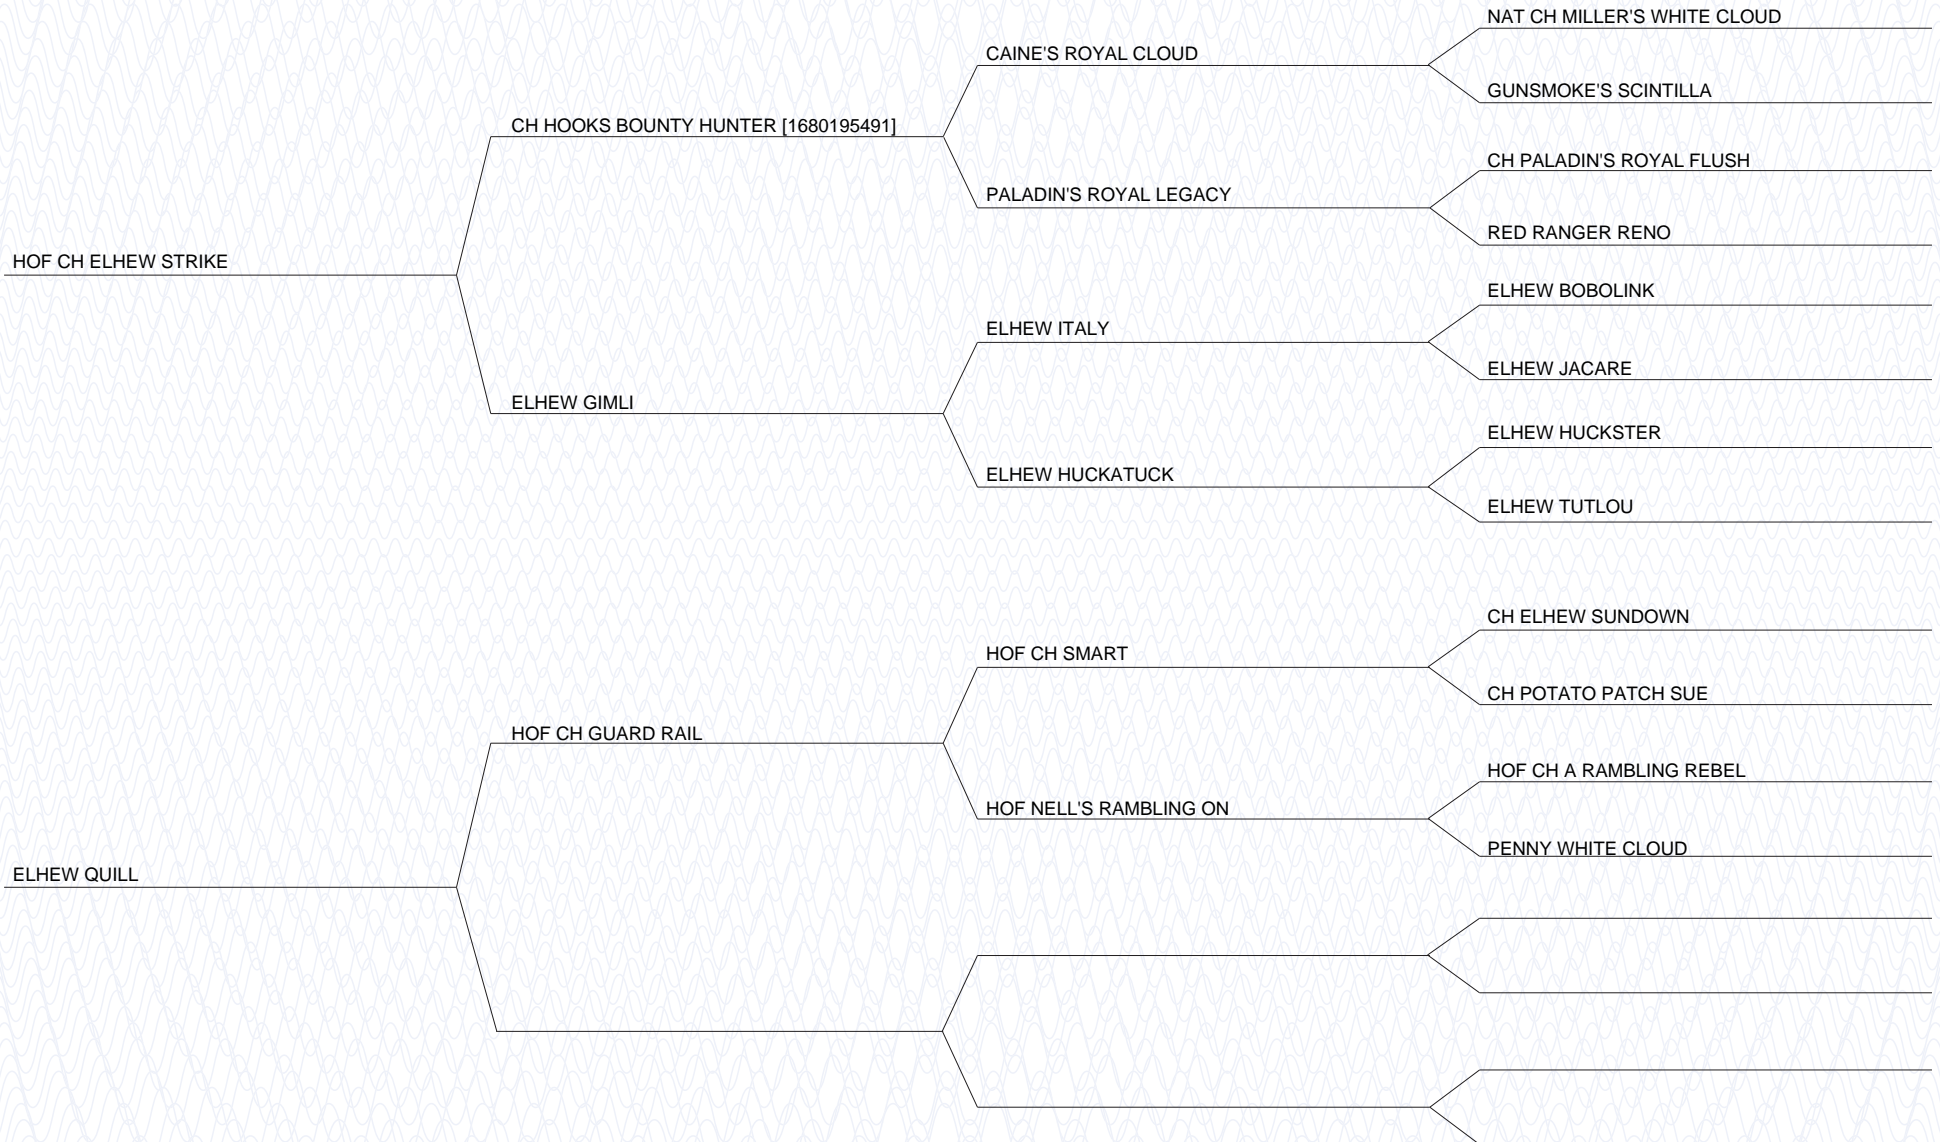 NAT CH MILLER'S WHITE CLOUD
CAINE'S ROYAL CLOUD
GUNSMOKE'S SCINTILLA
CH HOOKS BOUNTY HUNTER [1680195491]
CH PALADIN'S ROYAL FLUSH
PALADIN'S ROYAL LEGACY
RED RANGER RENO
HOF CH ELHEW STRIKE
ELHEW BOBOLINK
ELHEW ITALY
ELHEW JACARE
ELHEW GIMLI
ELHEW HUCKSTER
ELHEW HUCKATUCK
ELHEW TUTLOU
CH ELHEW SUNDOWN
HOF CH SMART
CH POTATO PATCH SUE
HOF CH GUARD RAIL
HOF CH A RAMBLING REBEL
HOF NELL'S RAMBLING ON
PENNY WHITE CLOUD
ELHEW QUILL